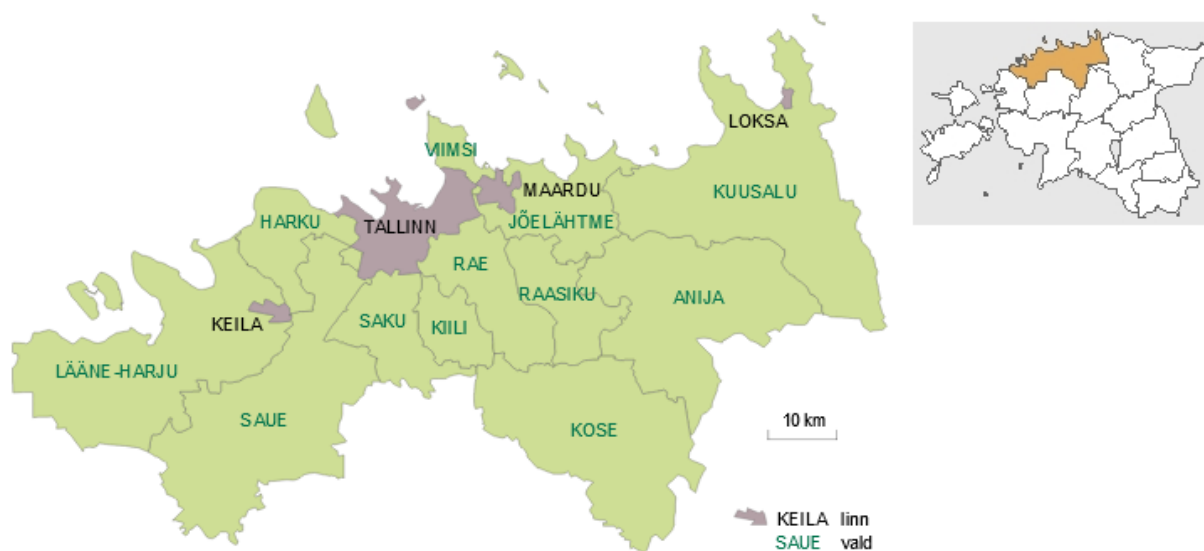 LOKSA
VIIMSI
MAARDU
KUUSALU
HARKU
TALLINN
JÕELÄHTME
RAE
RAASIKU
ANIJA
KEILA
SAKU
KIILI
LÄÄNE-HARJU
SAUE
KOSE
10 km
KEILA linn
SAUE vald